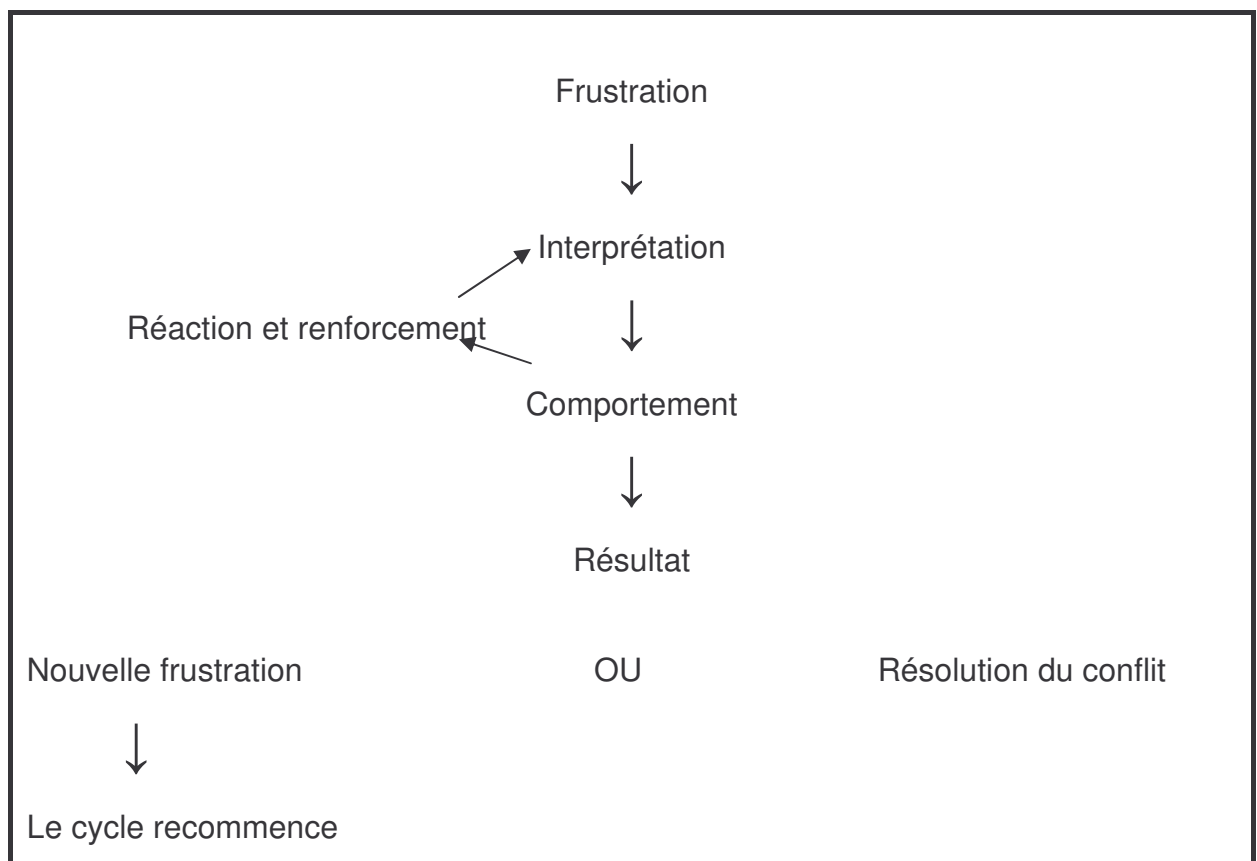 Frustration
↓
Interprétation
Réaction et renforcement
↓
Comportement
↓
Résultat
Nouvelle frustration OU Résolution du conflit
↓
Le cycle recommence